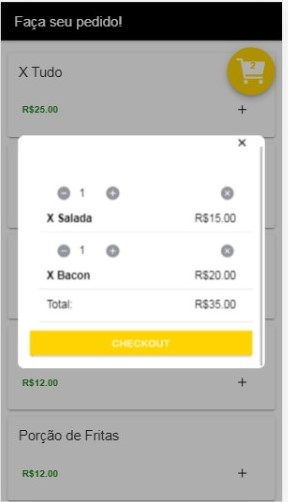 Faça seu pedido!
2
X Tudo
R$25.00 +
×
1
X Salada R$15.00
1
X Bacon R$20.00
Total: R$35.00
CHECKOUT
R$12.00 +
Porção de Fritas
R$12.00 +